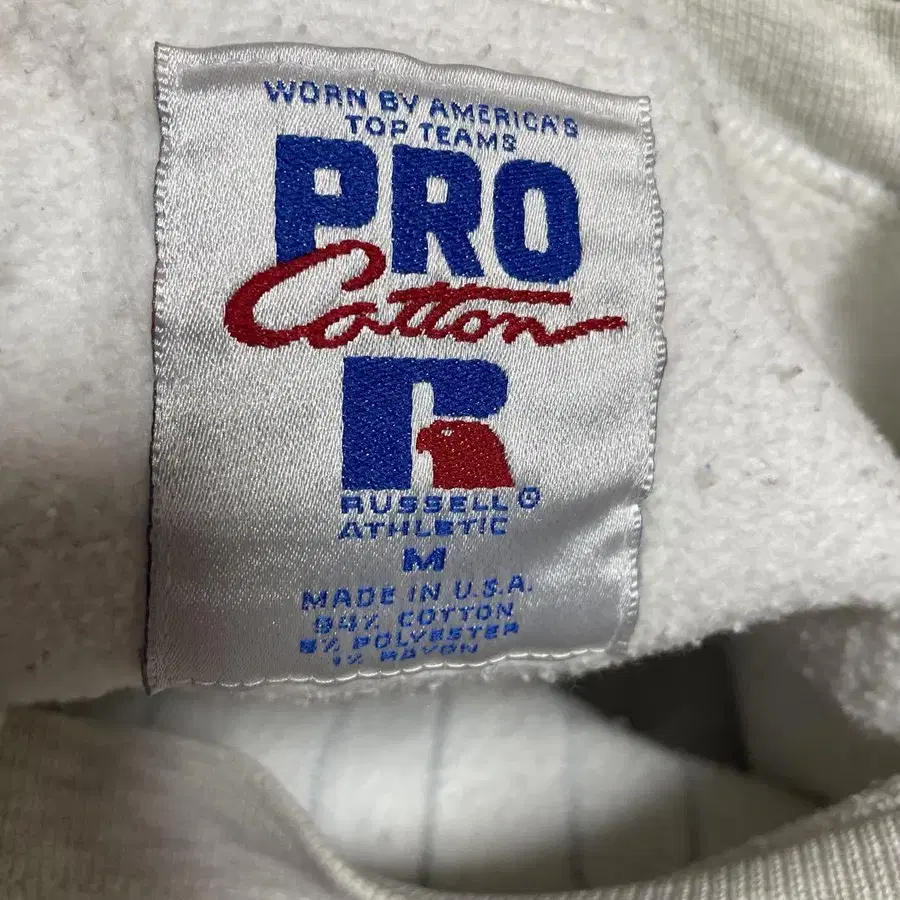 WORN BY AMERICA'S
TOP TEAMS
PRO
Cotton
RUSSELL ®
ATHLETIC
M
MADE IN U.S.A.
94% COTTON
5% POLYESTER
1% RAYON